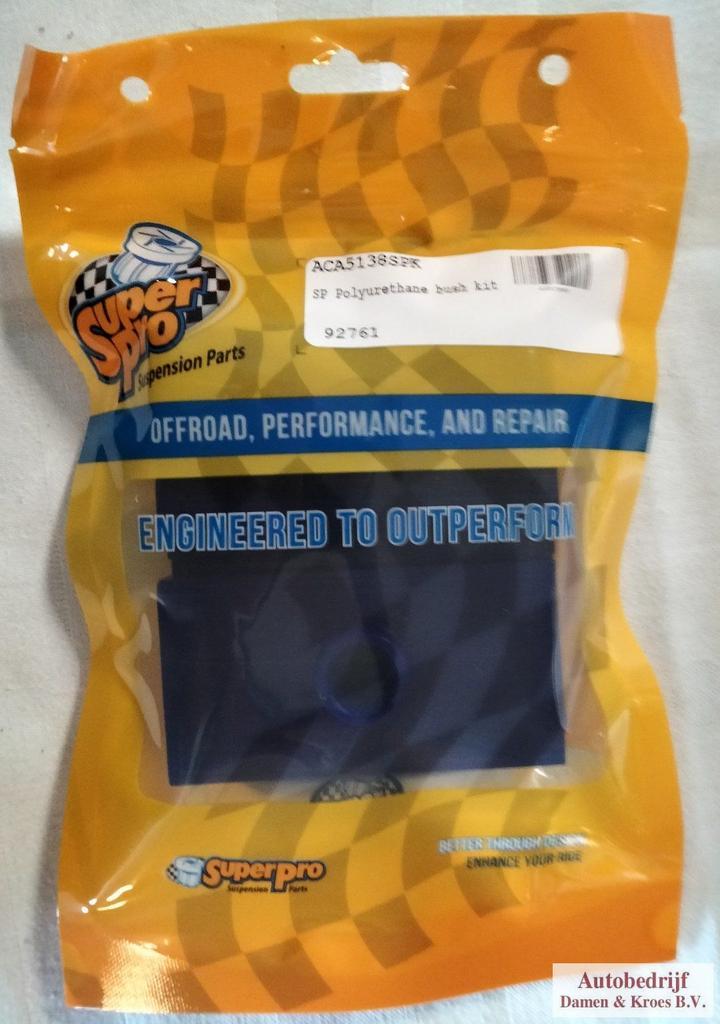 Super
Pro
Suspension Parts
ACA5138SPK
SP Polyurethane bush kit
92761
OFFROAD, PERFORMANCE, AND REPAIR
ENGINEERED TO OUTPERFORM
SuperPro
Suspension Parts
BETTER THROUGH DESIGN
ENHANCE YOUR RIDE
Autobedrijf
Damen & Kroes B.V.